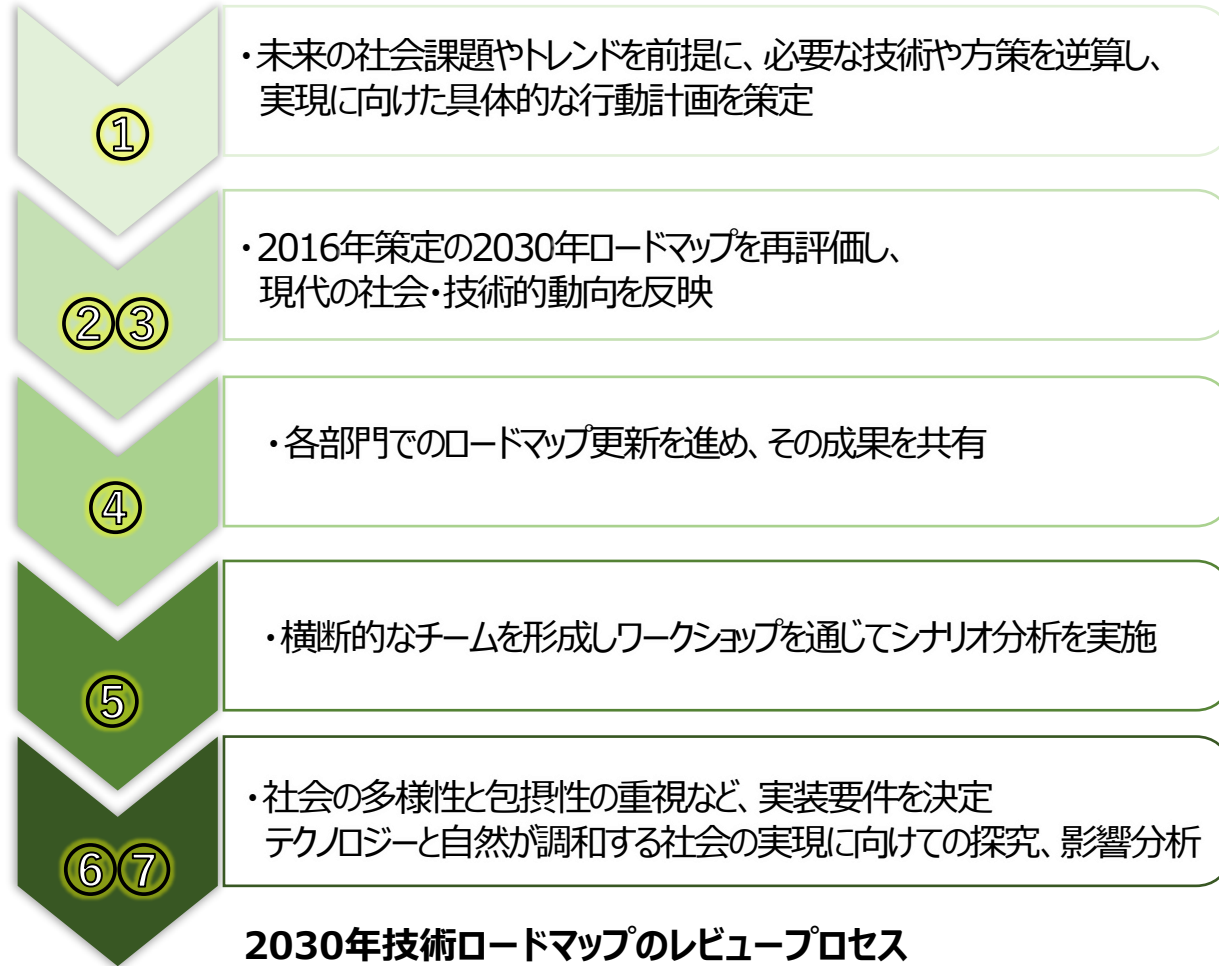 ①
・未来の社会課題やトレンドを前提に、必要な技術や方策を逆算し、
実現に向けた具体的な行動計画を策定
②③
・2016年策定の2030年ロードマップを再評価し、
現代の社会・技術的動向を反映
④
・各部門でのロードマップ更新を進め、その成果を共有
⑤
・横断的なチームを形成しワークショップを通じてシナリオ分析を実施
⑥⑦
・社会の多様性と包摂性の重視など、実装要件を決定
テクノロジーと自然が調和する社会の実現に向けての探究、影響分析
2030年技術ロードマップのレビュープロセス